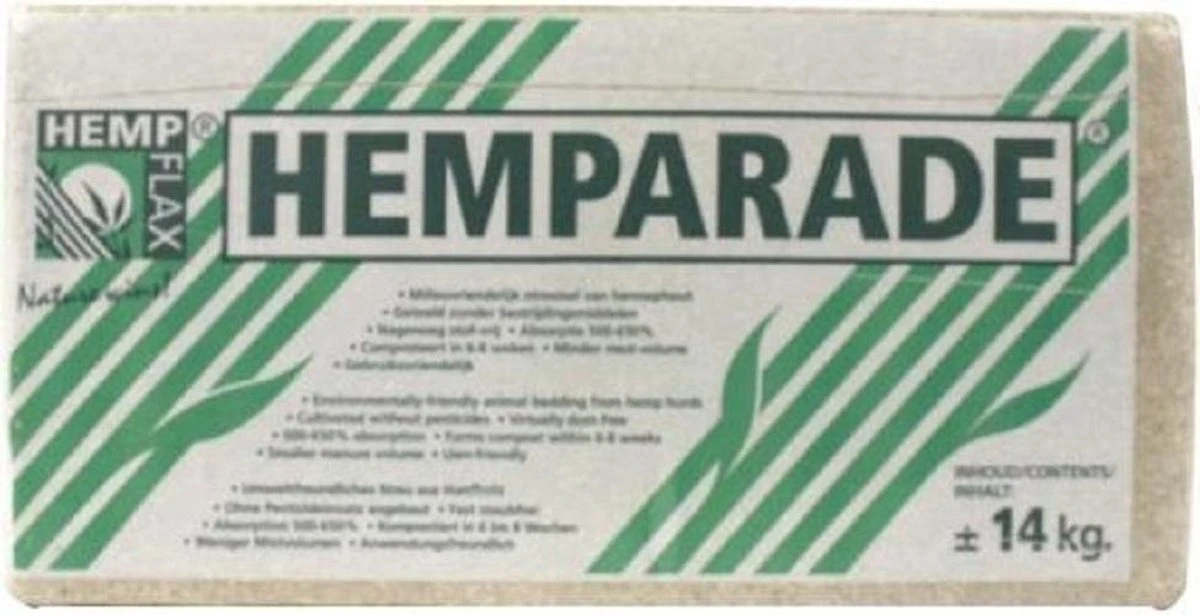 HEMP
FLAX
®
HEMPARADE
®
Nature wins!
• Milieuvriendelijk strooisel van hennephout
• Geteeld zonder bestrijdingsmiddelen
• Nagenoeg stof-vrij • Absorptie 500-650%
• Composteert in 6-8 weken • Minder mest-volume
• Gebruiksvriendelijk
• Environmentally-friendly animal bedding from hemp hurds
• Cultivated without pesticides • Virtually dust-free
• 500-650% absorption • Forms compost within 6-8 weeks
• Smaller manure volume • User-friendly
• Umweltfreundliches Streu aus Hanfholz
• Ohne Pestizideinsatz angebaut • Fast staubfrei
• Absorption 500-650% • Kompostiert in 6 bis 8 Wochen
• Weniger Mistvolumen • Anwendungsfreundlich
INHOUD/CONTENTS/
INHALT:
± 14 kg.